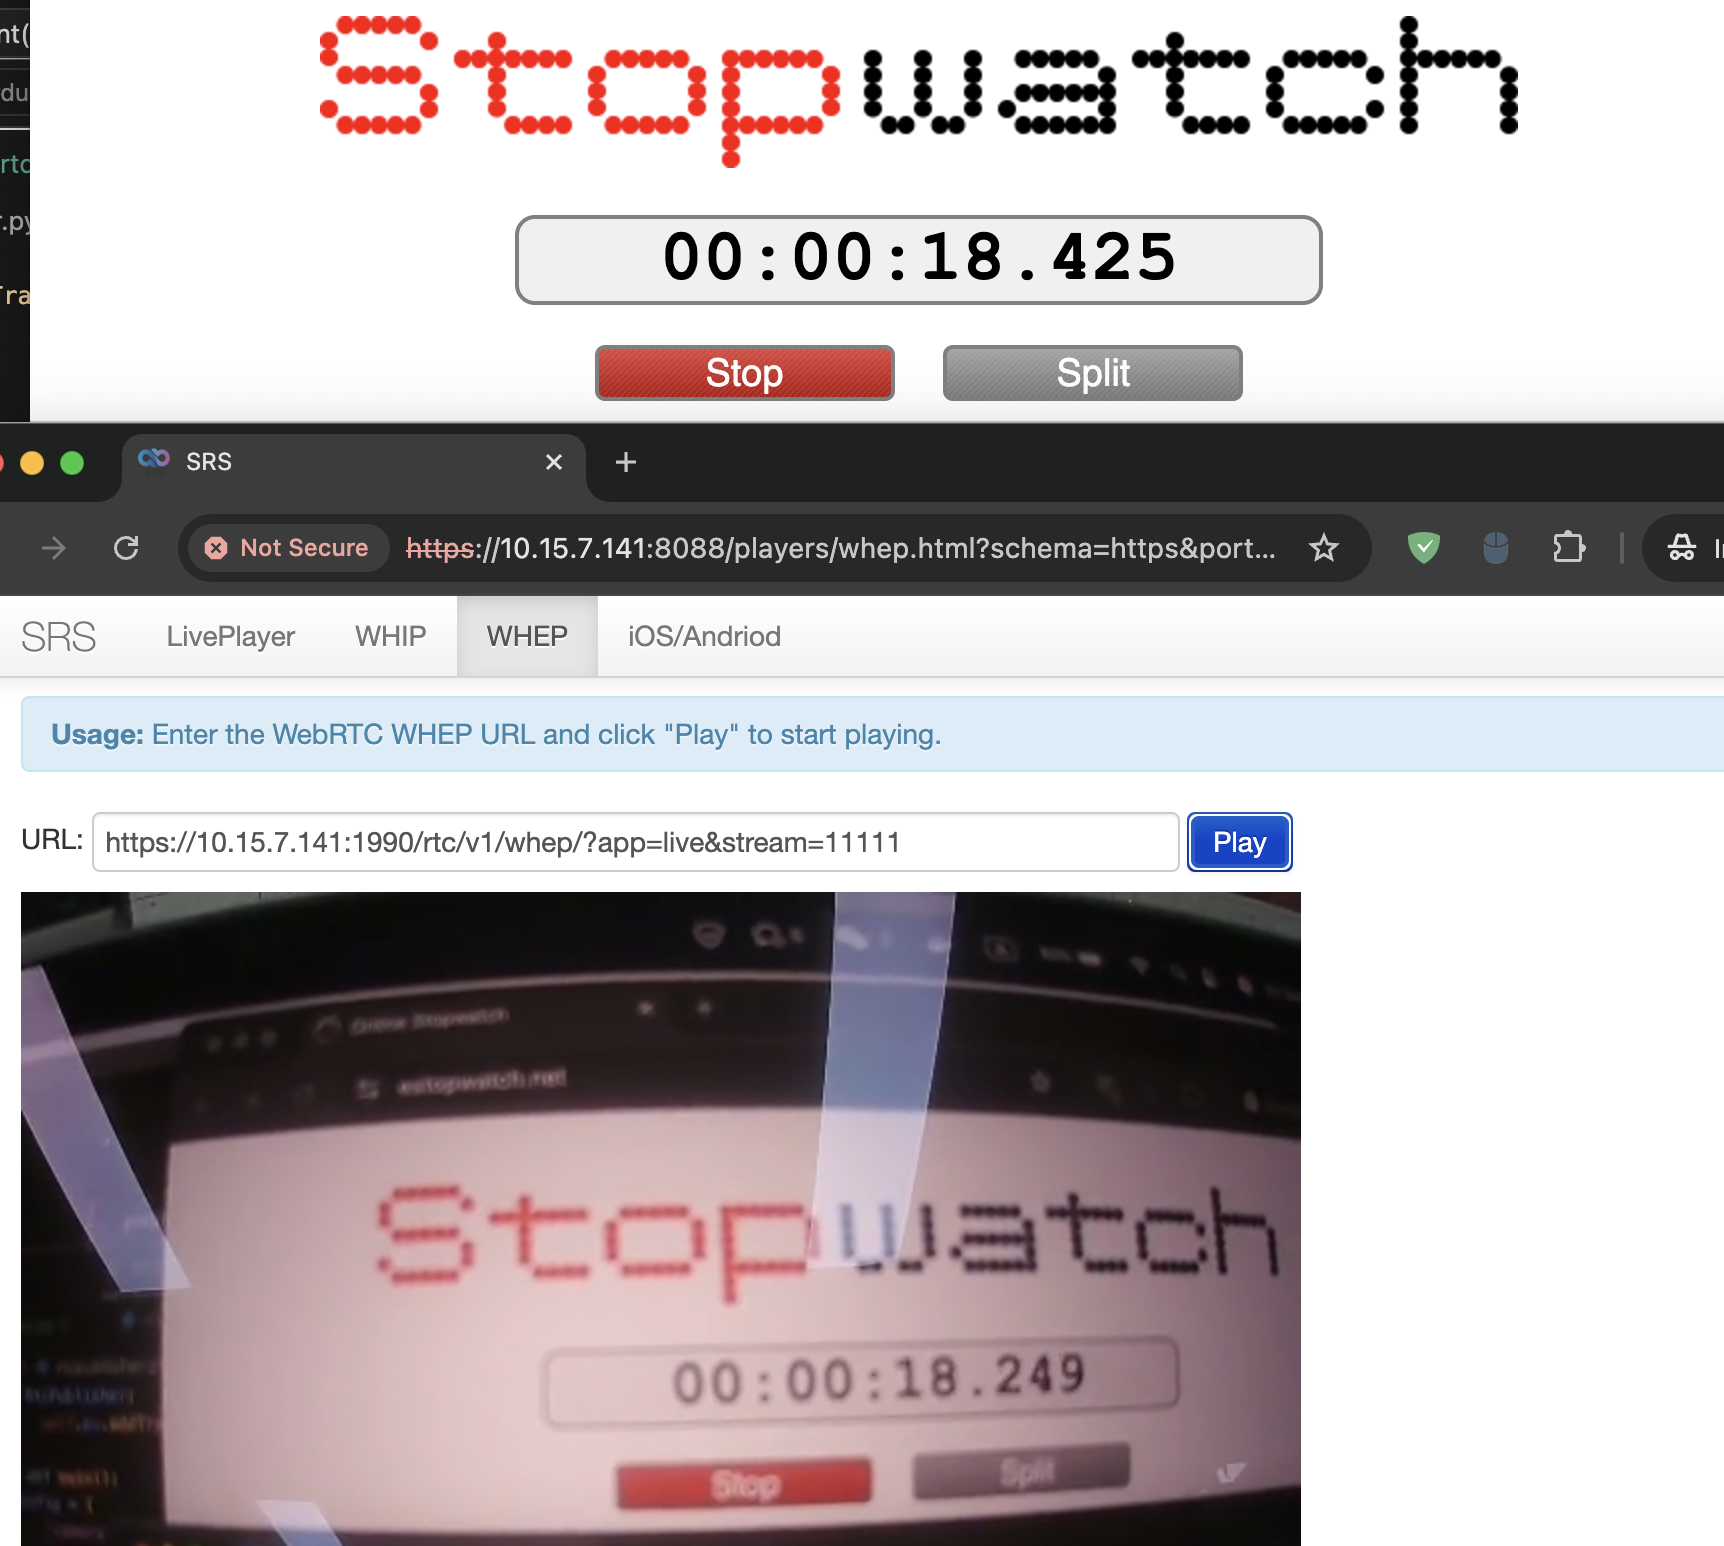 nt(
du
rtc
r.py
Tra
Stopwatch
00:00:18.425
Stop Split
SRS
Not Secure https://10.15.7.141:8088/players/whep.html?schema=https&port...
SRS LivePlayer WHIP WHEP iOS/Andriod
Usage: Enter the WebRTC WHEP URL and click "Play" to start playing.
URL: https://10.15.7.141:1990/rtc/v1/whep/?app=live&stream=11111 Play
Online Stopwatch
estopwatch.net
Stopwatch
00:00:18.249
Stop Split